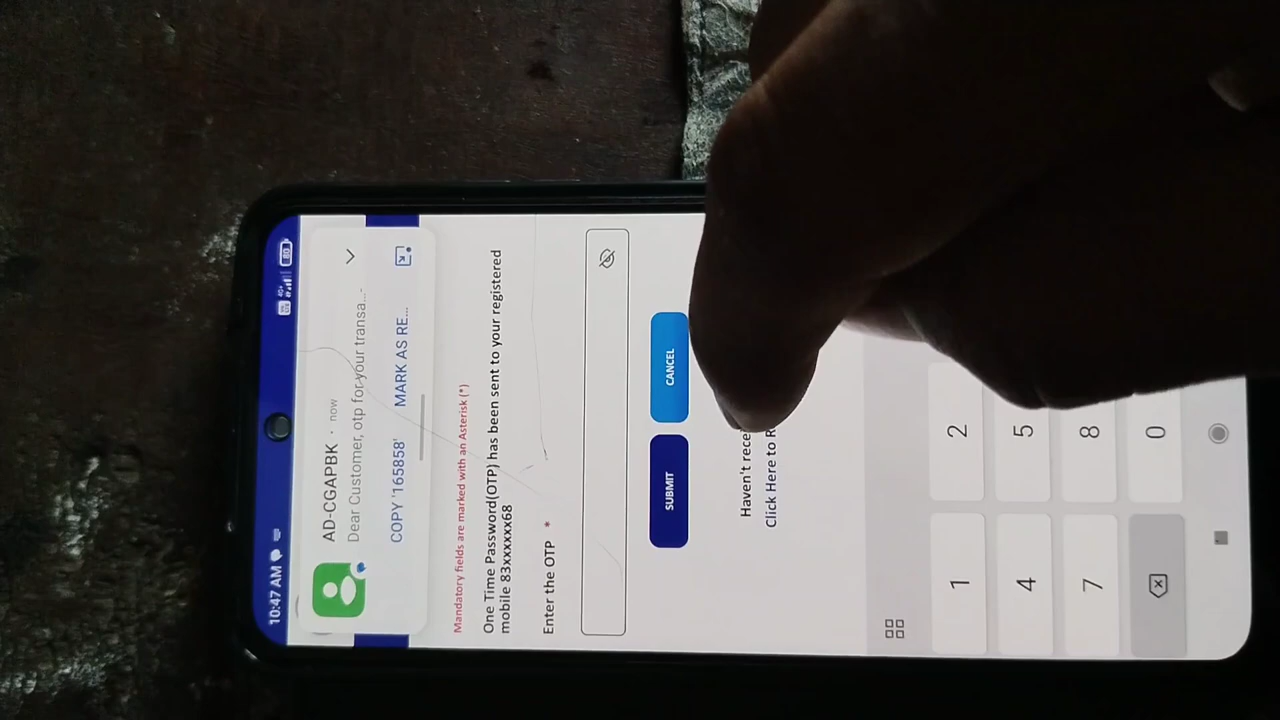 10:47 AM
4G+
80
AD-CGAPBK · now
Dear Customer, otp for your transa...
COPY '165858' MARK AS RE...
Mandatory fields are marked with an Asterisk (*)
One Time Password(OTP) has been sent to your registered
mobile 83xxxxxx68
Enter the OTP *
SUBMIT CANCEL
Haven't rece
Click Here to R
1 2
4 5
7 8
0